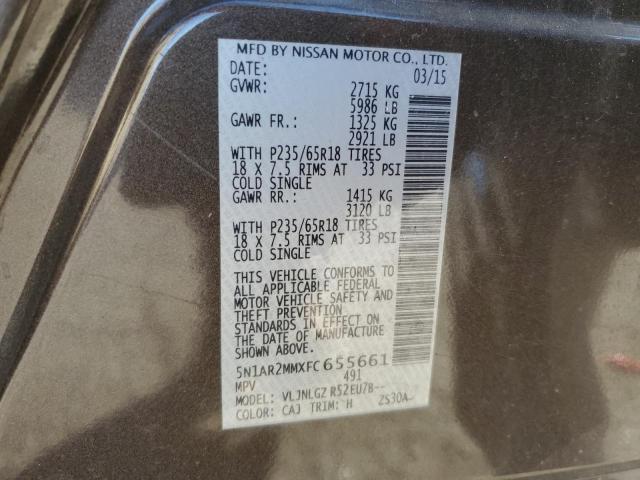 MFD BY NISSAN MOTOR CO., LTD.
DATE: 03/15
GVWR: 2715 KG
5986 LB
GAWR FR.: 1325 KG
2921 LB
WITH P235/65R18 TIRES
18 X 7.5 RIMS AT 33 PSI
COLD SINGLE
GAWR RR.: 1415 KG
3120 LB
WITH P235/65R18 TIRES
18 X 7.5 RIMS AT 33 PSI
COLD SINGLE
THIS VEHICLE CONFORMS TO
ALL APPLICABLE FEDERAL
MOTOR VEHICLE SAFETY AND
THEFT PREVENTION
STANDARDS IN EFFECT ON
THE DATE OF MANUFACTURE
SHOWN ABOVE.
5N1AR2MMXFC655661
MPV 491
MODEL: VLJNLGZ R52EU7B--
COLOR: CAJ TRIM: H ZS30A-